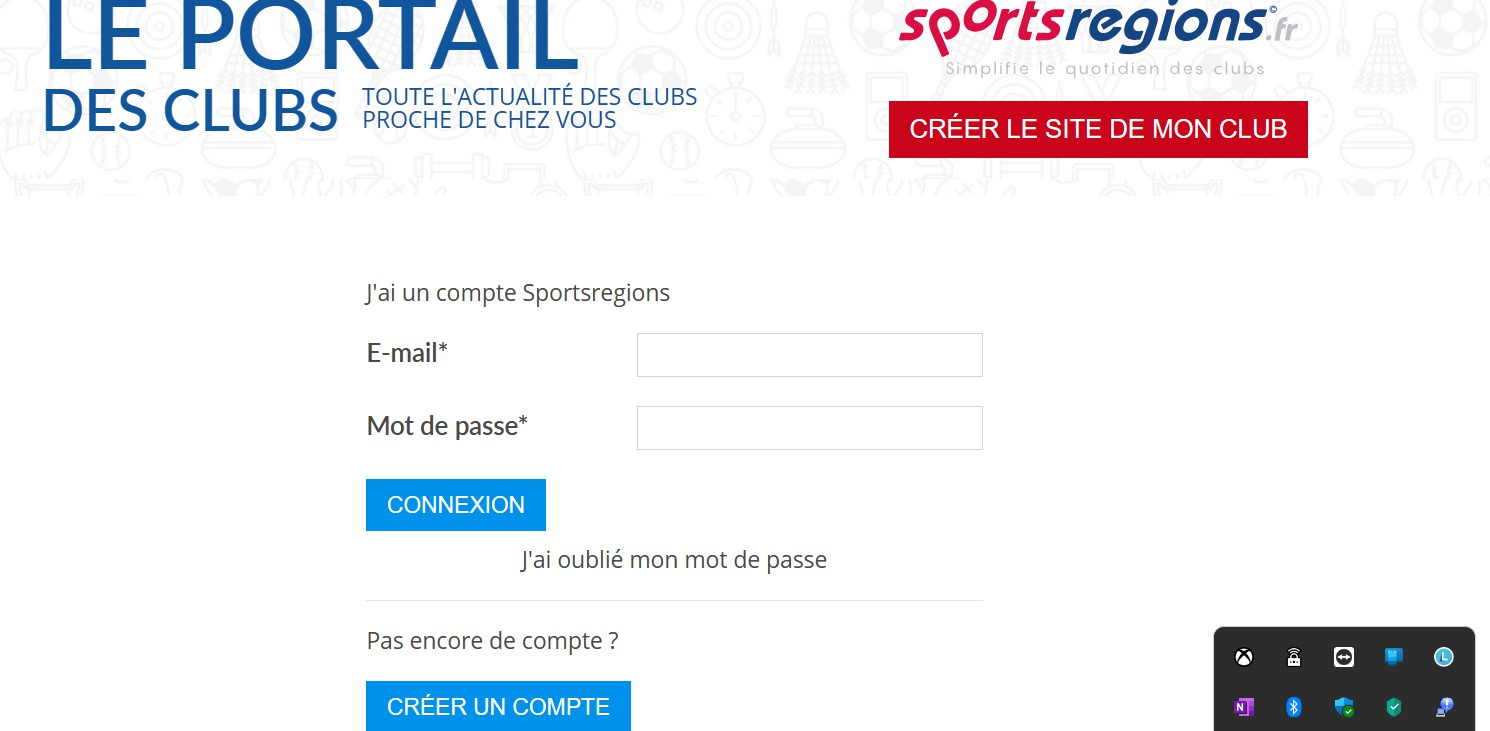 LE PORTAIL
DES CLUBS
TOUTE L'ACTUALITÉ DES CLUBS
PROCHE DE CHEZ VOUS
sportsregions©.fr
Simplifie le quotidien des clubs
CRÉER LE SITE DE MON CLUB
J'ai un compte Sportsregions
E-mail*
Mot de passe*
CONNEXION
J'ai oublié mon mot de passe
Pas encore de compte ?
CRÉER UN COMPTE
L
N